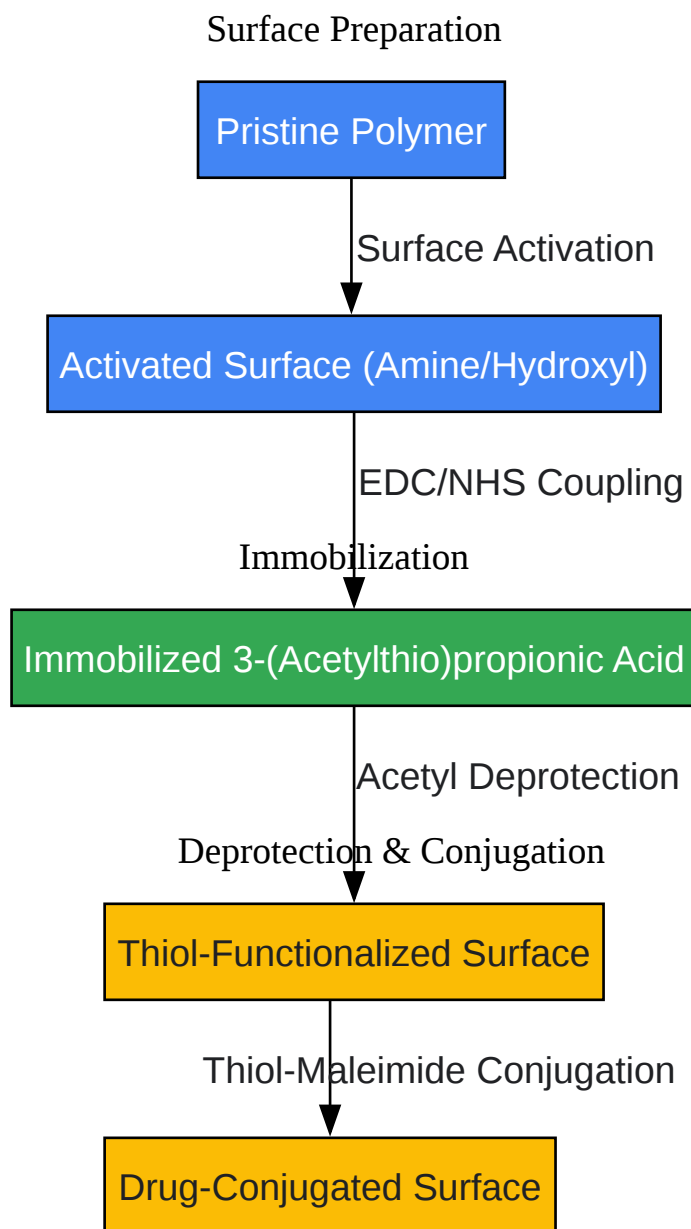 Surface Preparation
Pristine Polymer
Surface Activation
Activated Surface (Amine/Hydroxyl)
EDC/NHS Coupling
Immobilization
Immobilized 3-(Acetylthio)propionic Acid
Acetyl Deprotection
Deprotection & Conjugation
Thiol-Functionalized Surface
Thiol-Maleimide Conjugation
Drug-Conjugated Surface